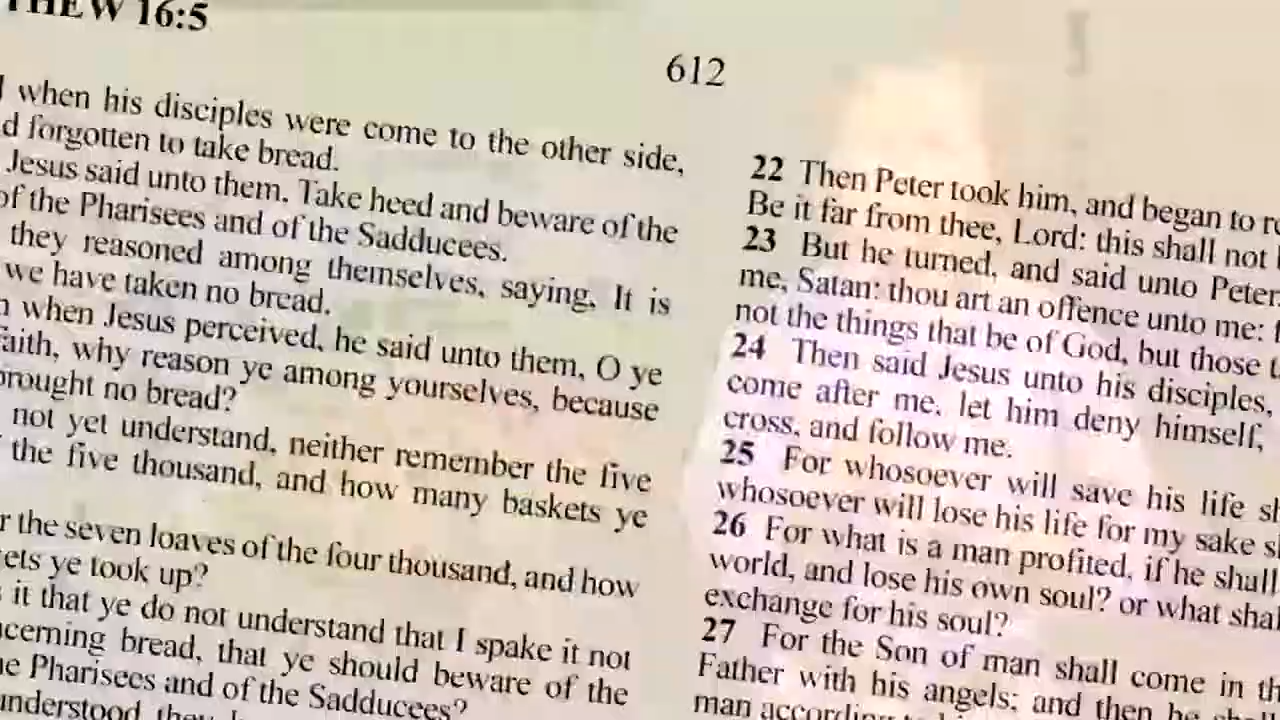 THEW 16:5
612
when his disciples were come to the other side,
d forgotten to take bread.
Jesus said unto them, Take heed and beware of the
of the Pharisees and of the Sadducees.
they reasoned among themselves, saying, It is
we have taken no bread.
when Jesus perceived, he said unto them, O ye
faith, why reason ye among yourselves, because
brought no bread?
not yet understand, neither remember the five
the five thousand, and how many baskets ye
r the seven loaves of the four thousand, and how
ets ye took up?
it that ye do not understand that I spake it not
ncerning bread, that ye should beware of the
e Pharisees and of the Sadducees?
understood they
22 Then Peter took him, and began to re
Be it far from thee, Lord: this shall not
23 But he turned, and said unto Peter
me, Satan: thou art an offence unto me:
not the things that be of God, but those
24 Then said Jesus unto his disciples,
come after me, let him deny himself,
cross, and follow me.
25 For whosoever will save his life sh
whosoever will lose his life for my sake s
26 For what is a man profited, if he shall
world, and lose his own soul? or what shal
exchange for his soul?
27 For the Son of man shall come in th
Father with his angels; and then he shall
man according